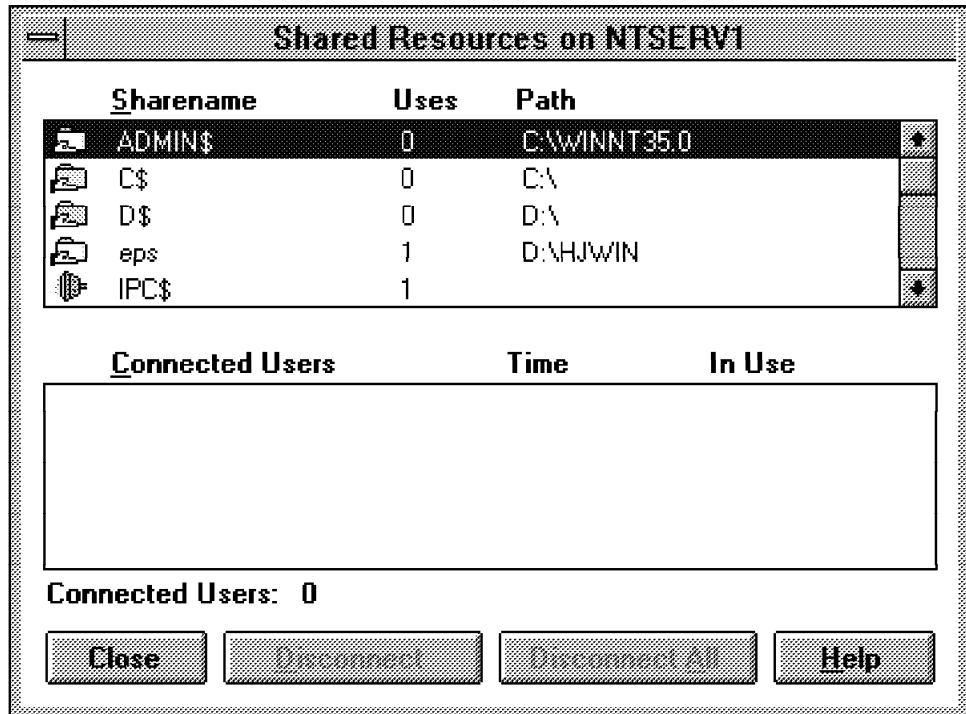 Shared Resources on NTSERV1
Sharename Uses Path
ADMIN$ 0 C:\WINNT35.0
C$ 0 C:\
D$ 0 D:\
eps 1 D:\HJWIN
IPC$ 1
Connected Users Time In Use
Connected Users: 0
Close Disconnect Disconnect All Help